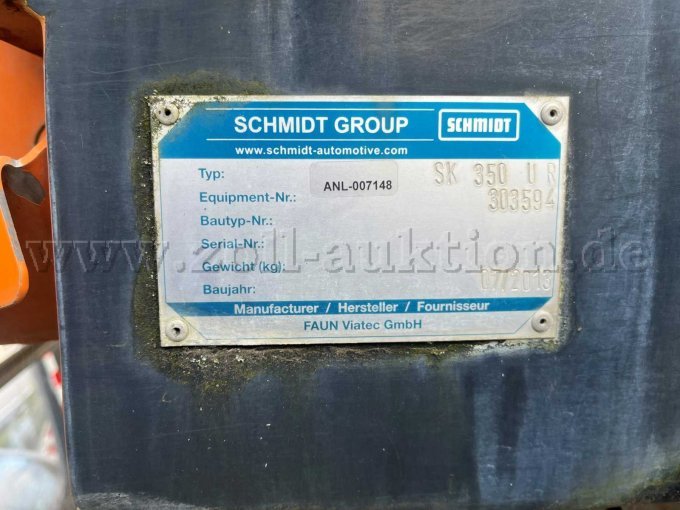 SCHMIDT GROUP SCHMIDT
www.schmidt-automotive.com
Typ: SK 350 U R
ANL-007148
Equipment-Nr.: 303594
Bautyp-Nr.:
Serial-Nr.:
www.zoll-auktion.de
Gewicht (kg):
Baujahr: 07/2013
Manufacturer / Hersteller / Fournisseur
FAUN Viatec GmbH